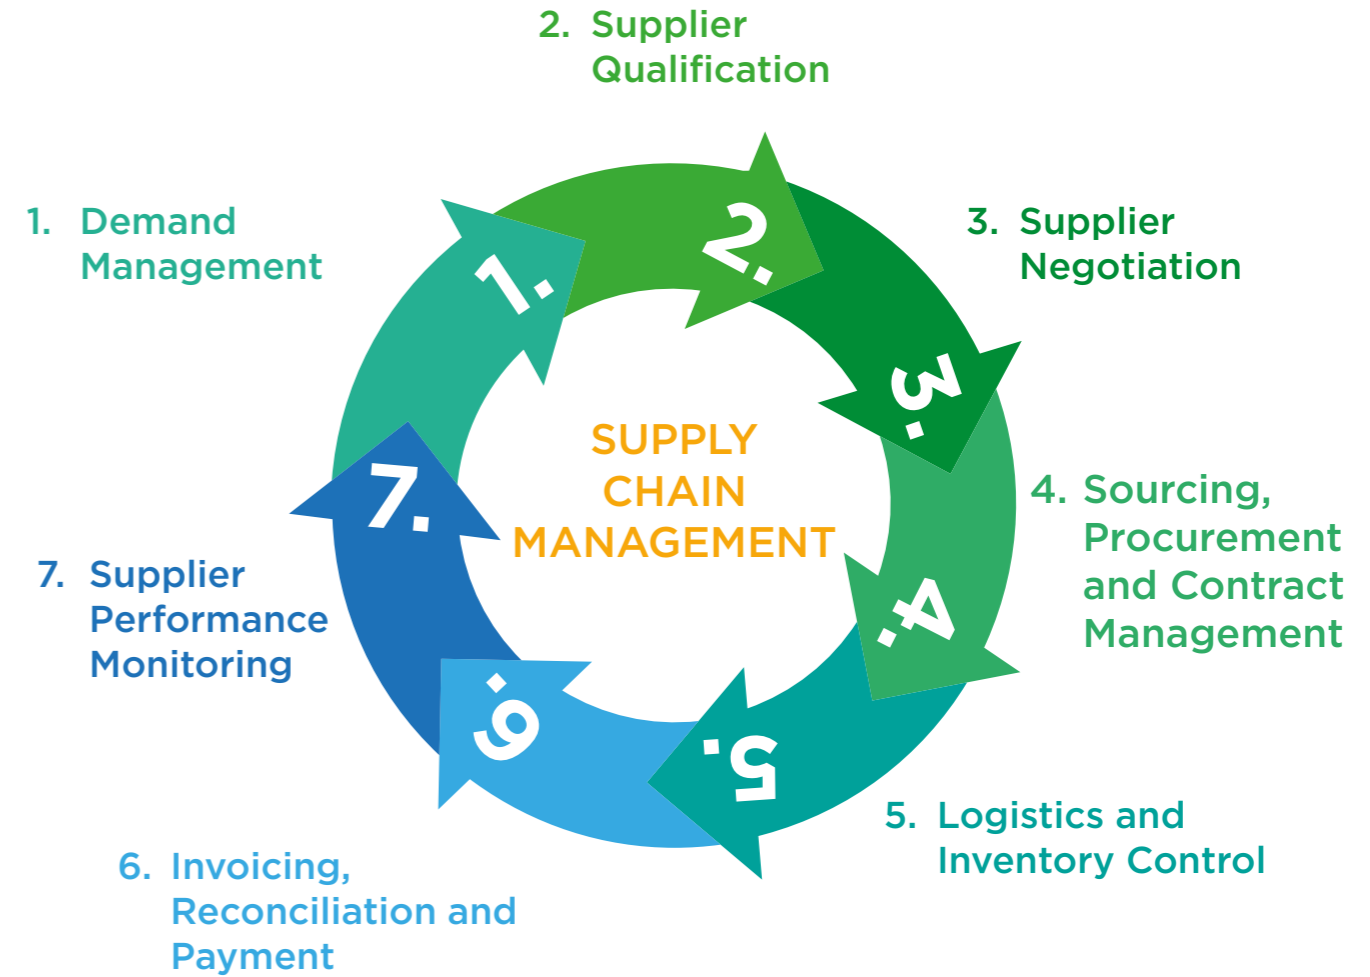 2. Supplier
Qualification
1. Demand
Management
3. Supplier
Negotiation
SUPPLY
CHAIN
MANAGEMENT
4. Sourcing,
Procurement
and Contract
Management
7. Supplier
Performance
Monitoring
5. Logistics and
Inventory Control
6. Invoicing,
Reconciliation and
Payment
1.
2.
3.
4.
5.
6.
7.